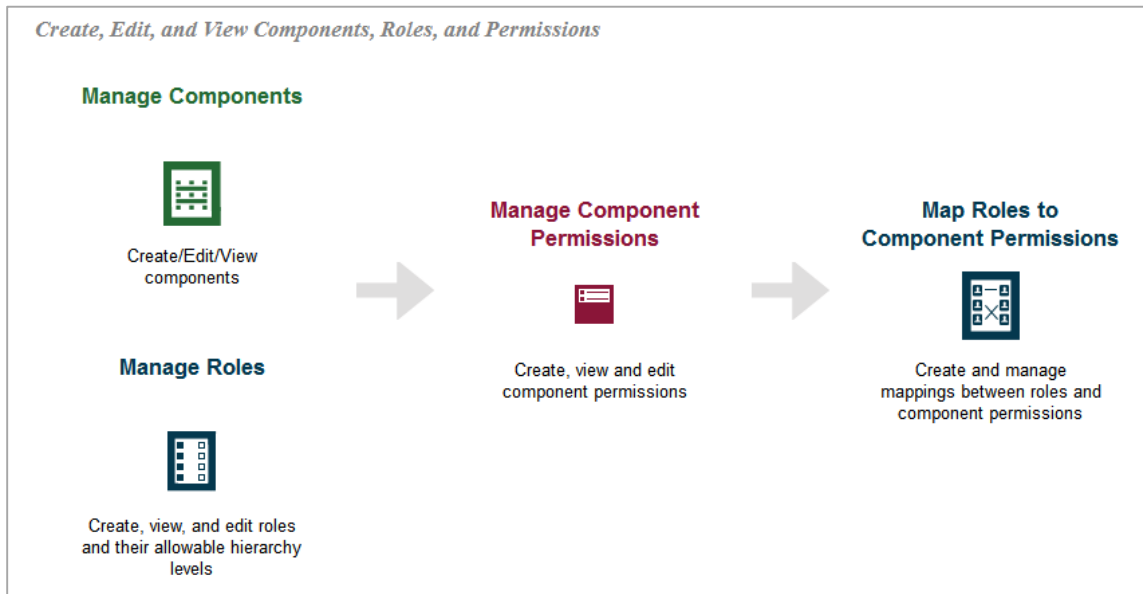 Create, Edit, and View Components, Roles, and Permissions
Manage Components
Create/Edit/View
components
Manage Roles
Create, view, and edit roles
and their allowable hierarchy
levels
Manage Component
Permissions
Create, view and edit
component permissions
Map Roles to
Component Permissions
Create and manage
mappings between roles and
component permissions